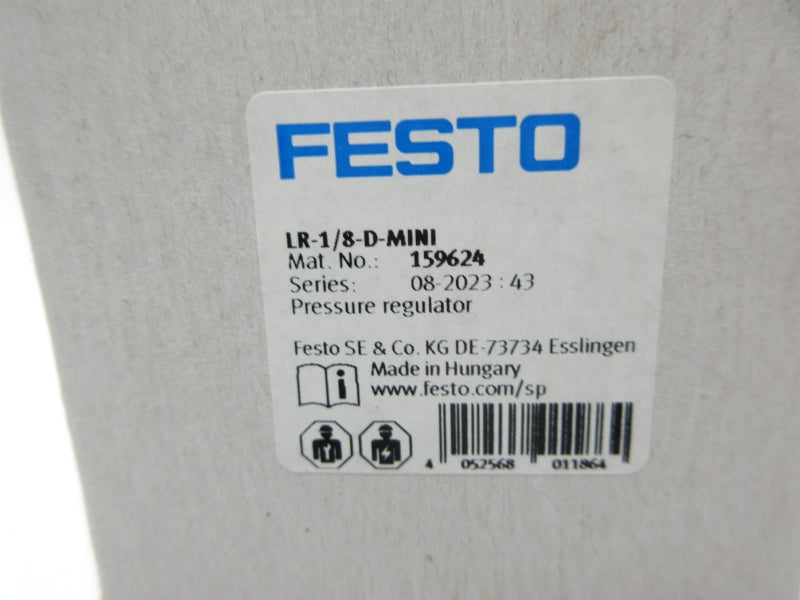 FESTO
LR-1/8-D-MINI
Mat. No.: 159624
Series: 08-2023 : 43
Pressure regulator
Festo SE & Co. KG DE-73734 Esslingen
Made in Hungary
www.festo.com/sp
4 052568 011864